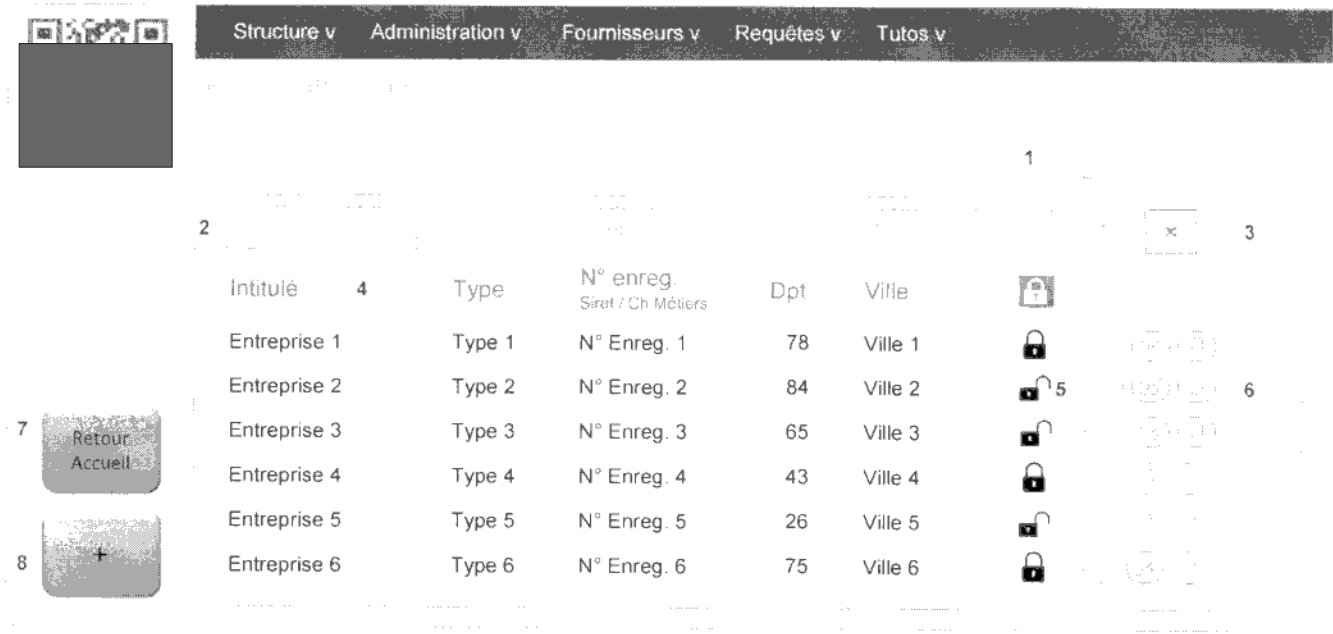 Structure v Administration v Fournisseurs v Requêtes v Tutos v
1
2
3
Intitulé 4 Type N° enreg. Dpt Ville
Siret / Ch Métiers
Entreprise 1 Type 1 N° Enreg. 1 78 Ville 1
Entreprise 2 Type 2 N° Enreg. 2 84 Ville 2 5 6
7 Retour Entreprise 3 Type 3 N° Enreg. 3 65 Ville 3
Accueil
Entreprise 4 Type 4 N° Enreg. 4 43 Ville 4
Entreprise 5 Type 5 N° Enreg. 5 26 Ville 5
8 + Entreprise 6 Type 6 N° Enreg. 6 75 Ville 6